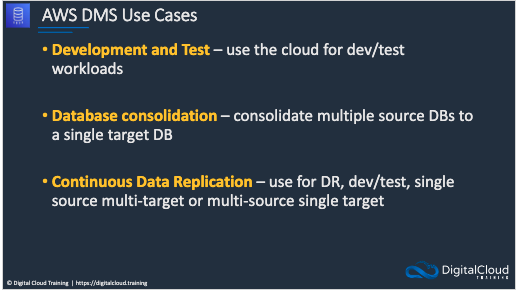 AWS DMS Use Cases
• Development and Test – use the cloud for dev/test
workloads
• Database consolidation – consolidate multiple source DBs to
a single target DB
• Continuous Data Replication – use for DR, dev/test, single
source multi-target or multi-source single target
DigitalCloud
TRAINING
© Digital Cloud Training | https://digitalcloud.training